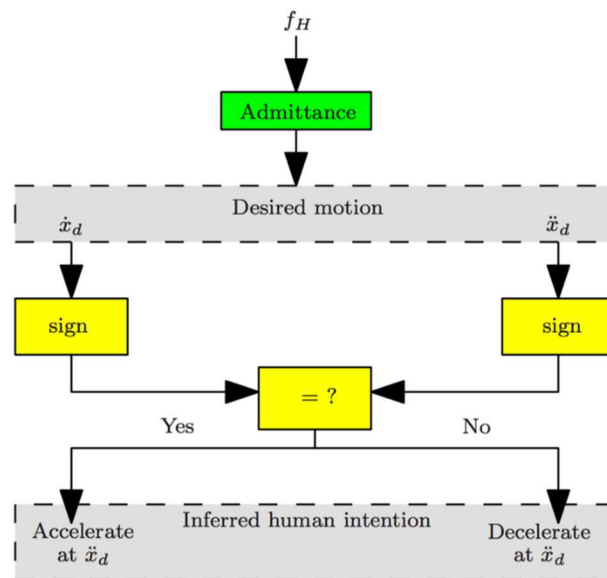 f_H
Admittance
Desired motion
ẋ_d ẍ_d
sign sign
= ?
Yes No
Inferred human intention
Accelerate Decelerate
at ẍ_d at ẍ_d